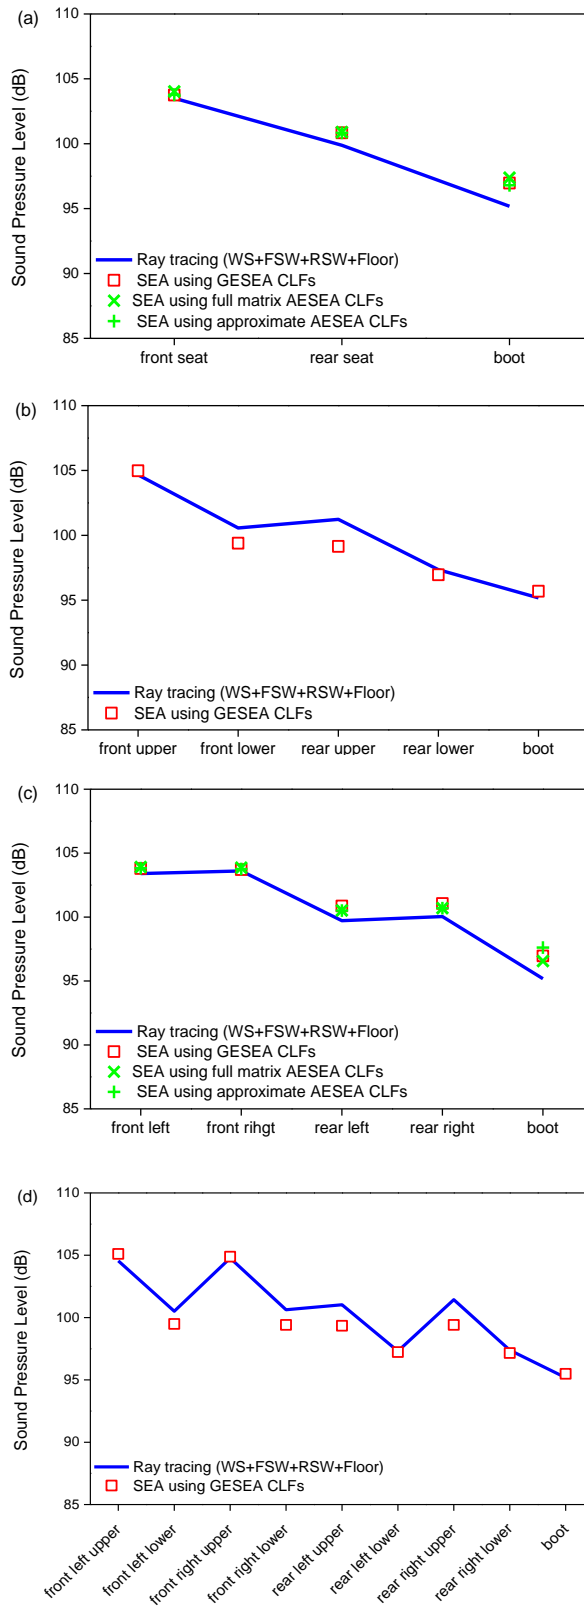 (a)
110
105
100
95
90
85
Sound Pressure Level (dB)
Ray tracing (WS+FSW+RSW+Floor)
SEA using GESEA CLFs
SEA using full matrix AESEA CLFs
SEA using approximate AESEA CLFs
front seat rear seat boot
(b)
110
105
100
95
90
85
Sound Pressure Level (dB)
Ray tracing (WS+FSW+RSW+Floor)
SEA using GESEA CLFs
front upper front lower rear upper rear lower boot
(c)
110
105
100
95
90
85
Sound Pressure Level (dB)
Ray tracing (WS+FSW+RSW+Floor)
SEA using GESEA CLFs
SEA using full matrix AESEA CLFs
SEA using approximate AESEA CLFs
front left front rihgt rear left rear right boot
(d)
110
105
100
95
90
85
Sound Pressure Level (dB)
Ray tracing (WS+FSW+RSW+Floor)
SEA using GESEA CLFs
front left upper
front left lower
front right upper
front right lower
rear left upper
rear left lower
rear right upper
rear right lower
boot